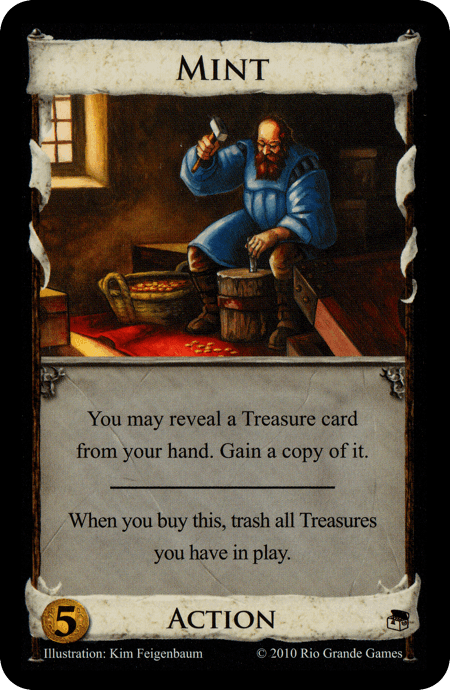 MINT
You may reveal a Treasure card
from your hand. Gain a copy of it.
When you buy this, trash all Treasures
you have in play.
5
ACTION
Illustration: Kim Feigenbaum
© 2010 Rio Grande Games